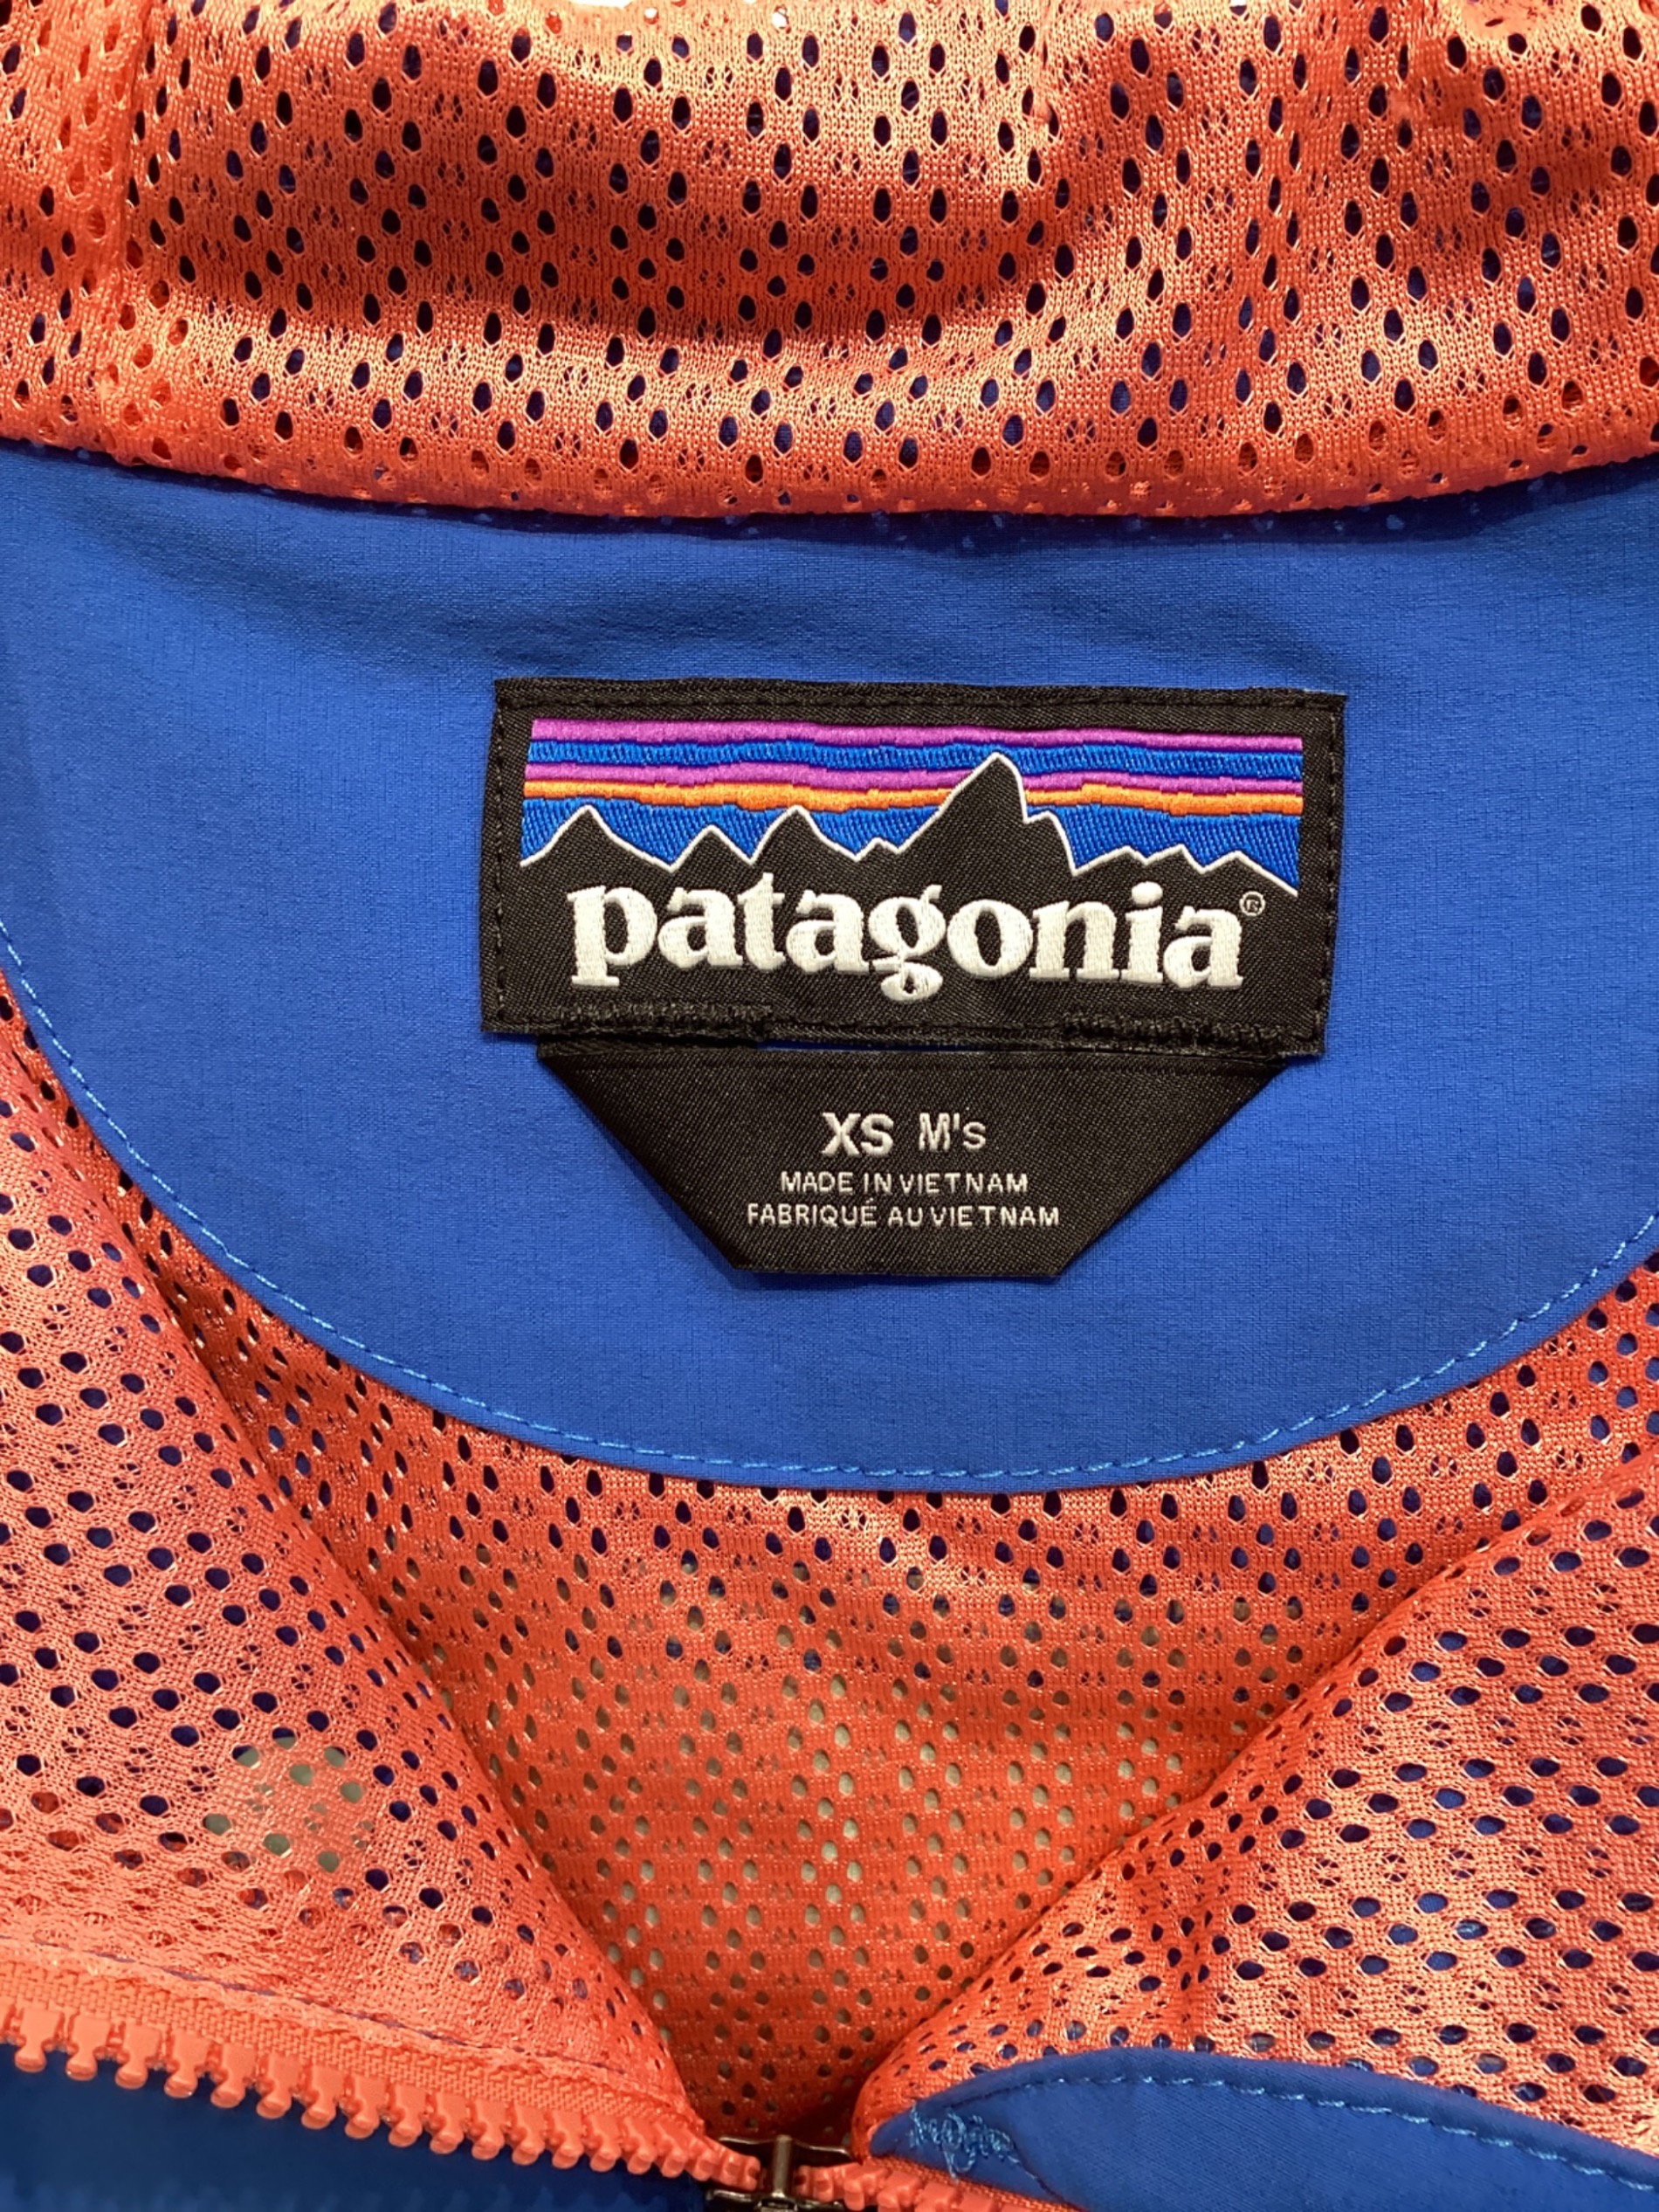 patagonia®
XS M's
MADE IN VIETNAM
FABRIQUÉ AU VIETNAM